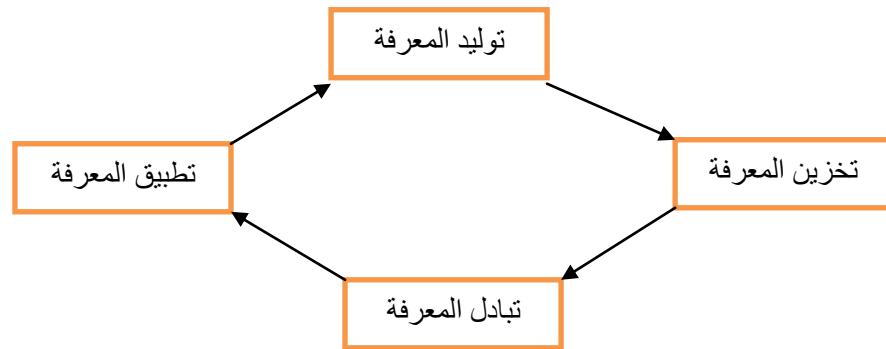 توليد المعرفة
تخزين المعرفة
تطبيق المعرفة
تبادل المعرفة